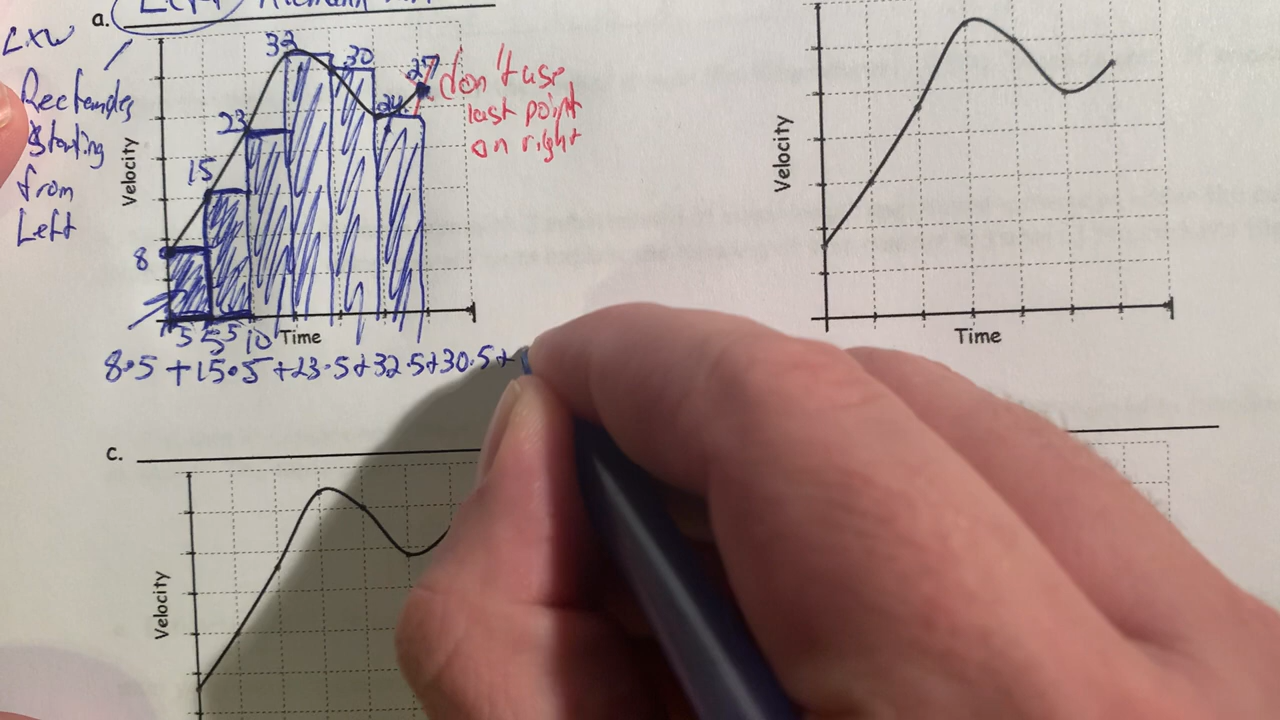 a.
LXW
Rectangles
Starting
from
Left
32
30
27
24
23
15
8
don't use
last point
on right
Velocity
5 5 5 10 Time
8·5 + 15·5 + 23·5 + 32·5 + 30·5 +
Velocity
Time
c.
Velocity